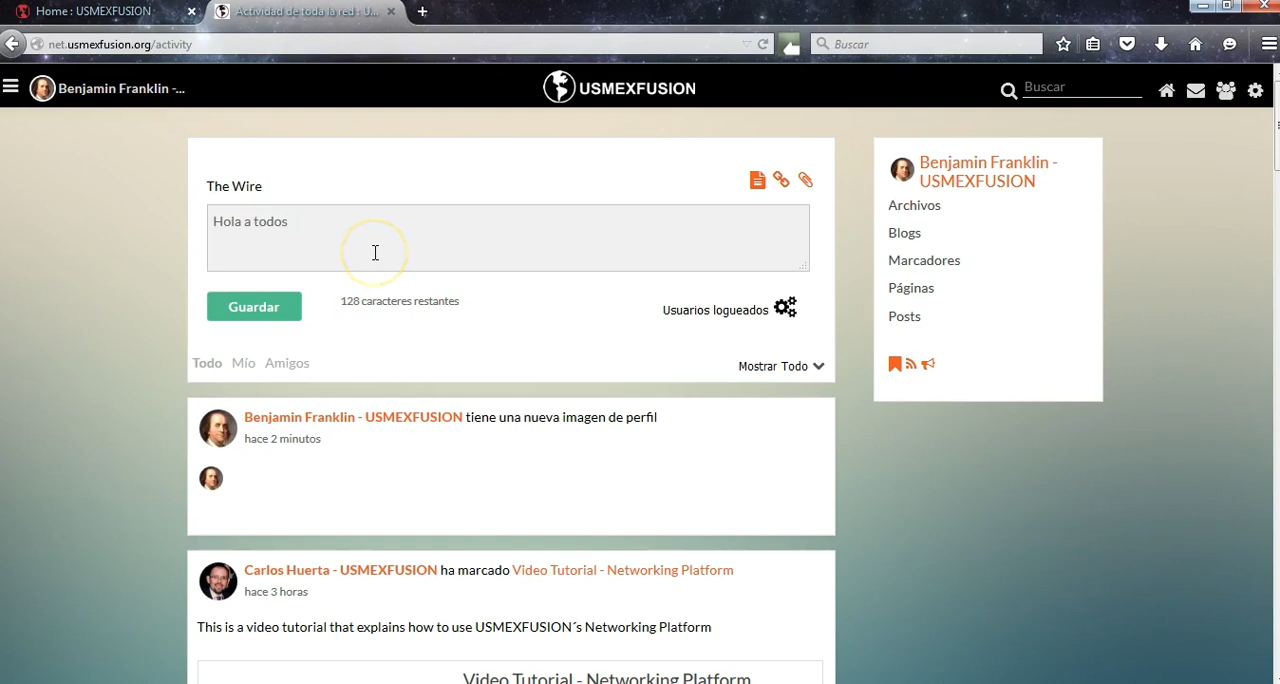 Home : USMEXFUSION
Actividad de toda la red : U...
net.usmexfusion.org/activity
Buscar
Benjamin Franklin -...
USMEXFUSION
Buscar
The Wire
Hola a todos
Guardar
128 caracteres restantes
Usuarios logueados
Todo Mío Amigos
Mostrar Todo
Benjamin Franklin - USMEXFUSION tiene una nueva imagen de perfil
hace 2 minutos
Carlos Huerta - USMEXFUSION ha marcado Video Tutorial - Networking Platform
hace 3 horas
This is a video tutorial that explains how to use USMEXFUSION´s Networking Platform
Video Tutorial - Networking Platform
Benjamin Franklin -
USMEXFUSION
Archivos
Blogs
Marcadores
Páginas
Posts